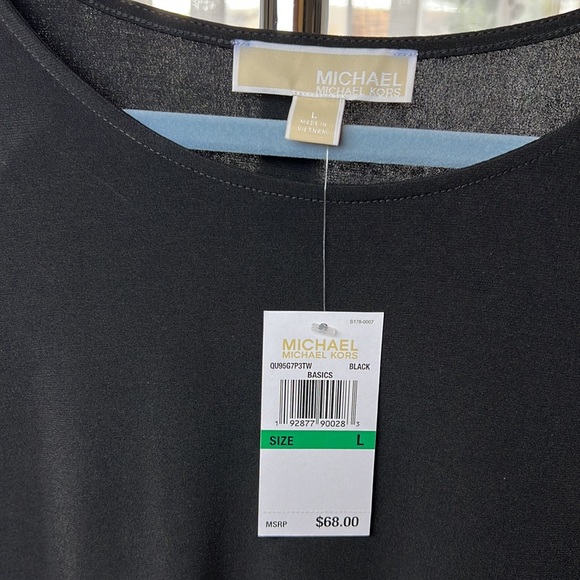 MICHAEL
MICHAEL KORS
L
MADE IN
VIETNAM
S178-0007
MICHAEL
MICHAEL KORS
QU95G7P3TW BLACK
BASICS
1 92877 90028 3
SIZE L
MSRP $68.00